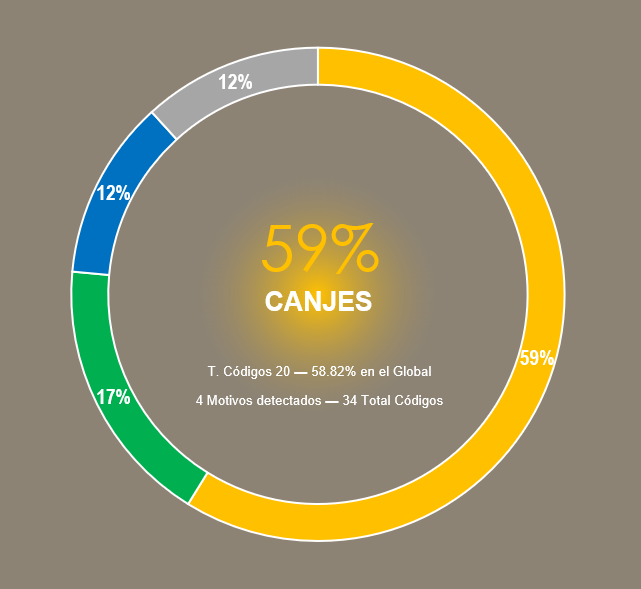 12%
12%
59%
CANJES
59%
T. Códigos 20 — 58.82% en el Global
17%
4 Motivos detectados — 34 Total Códigos